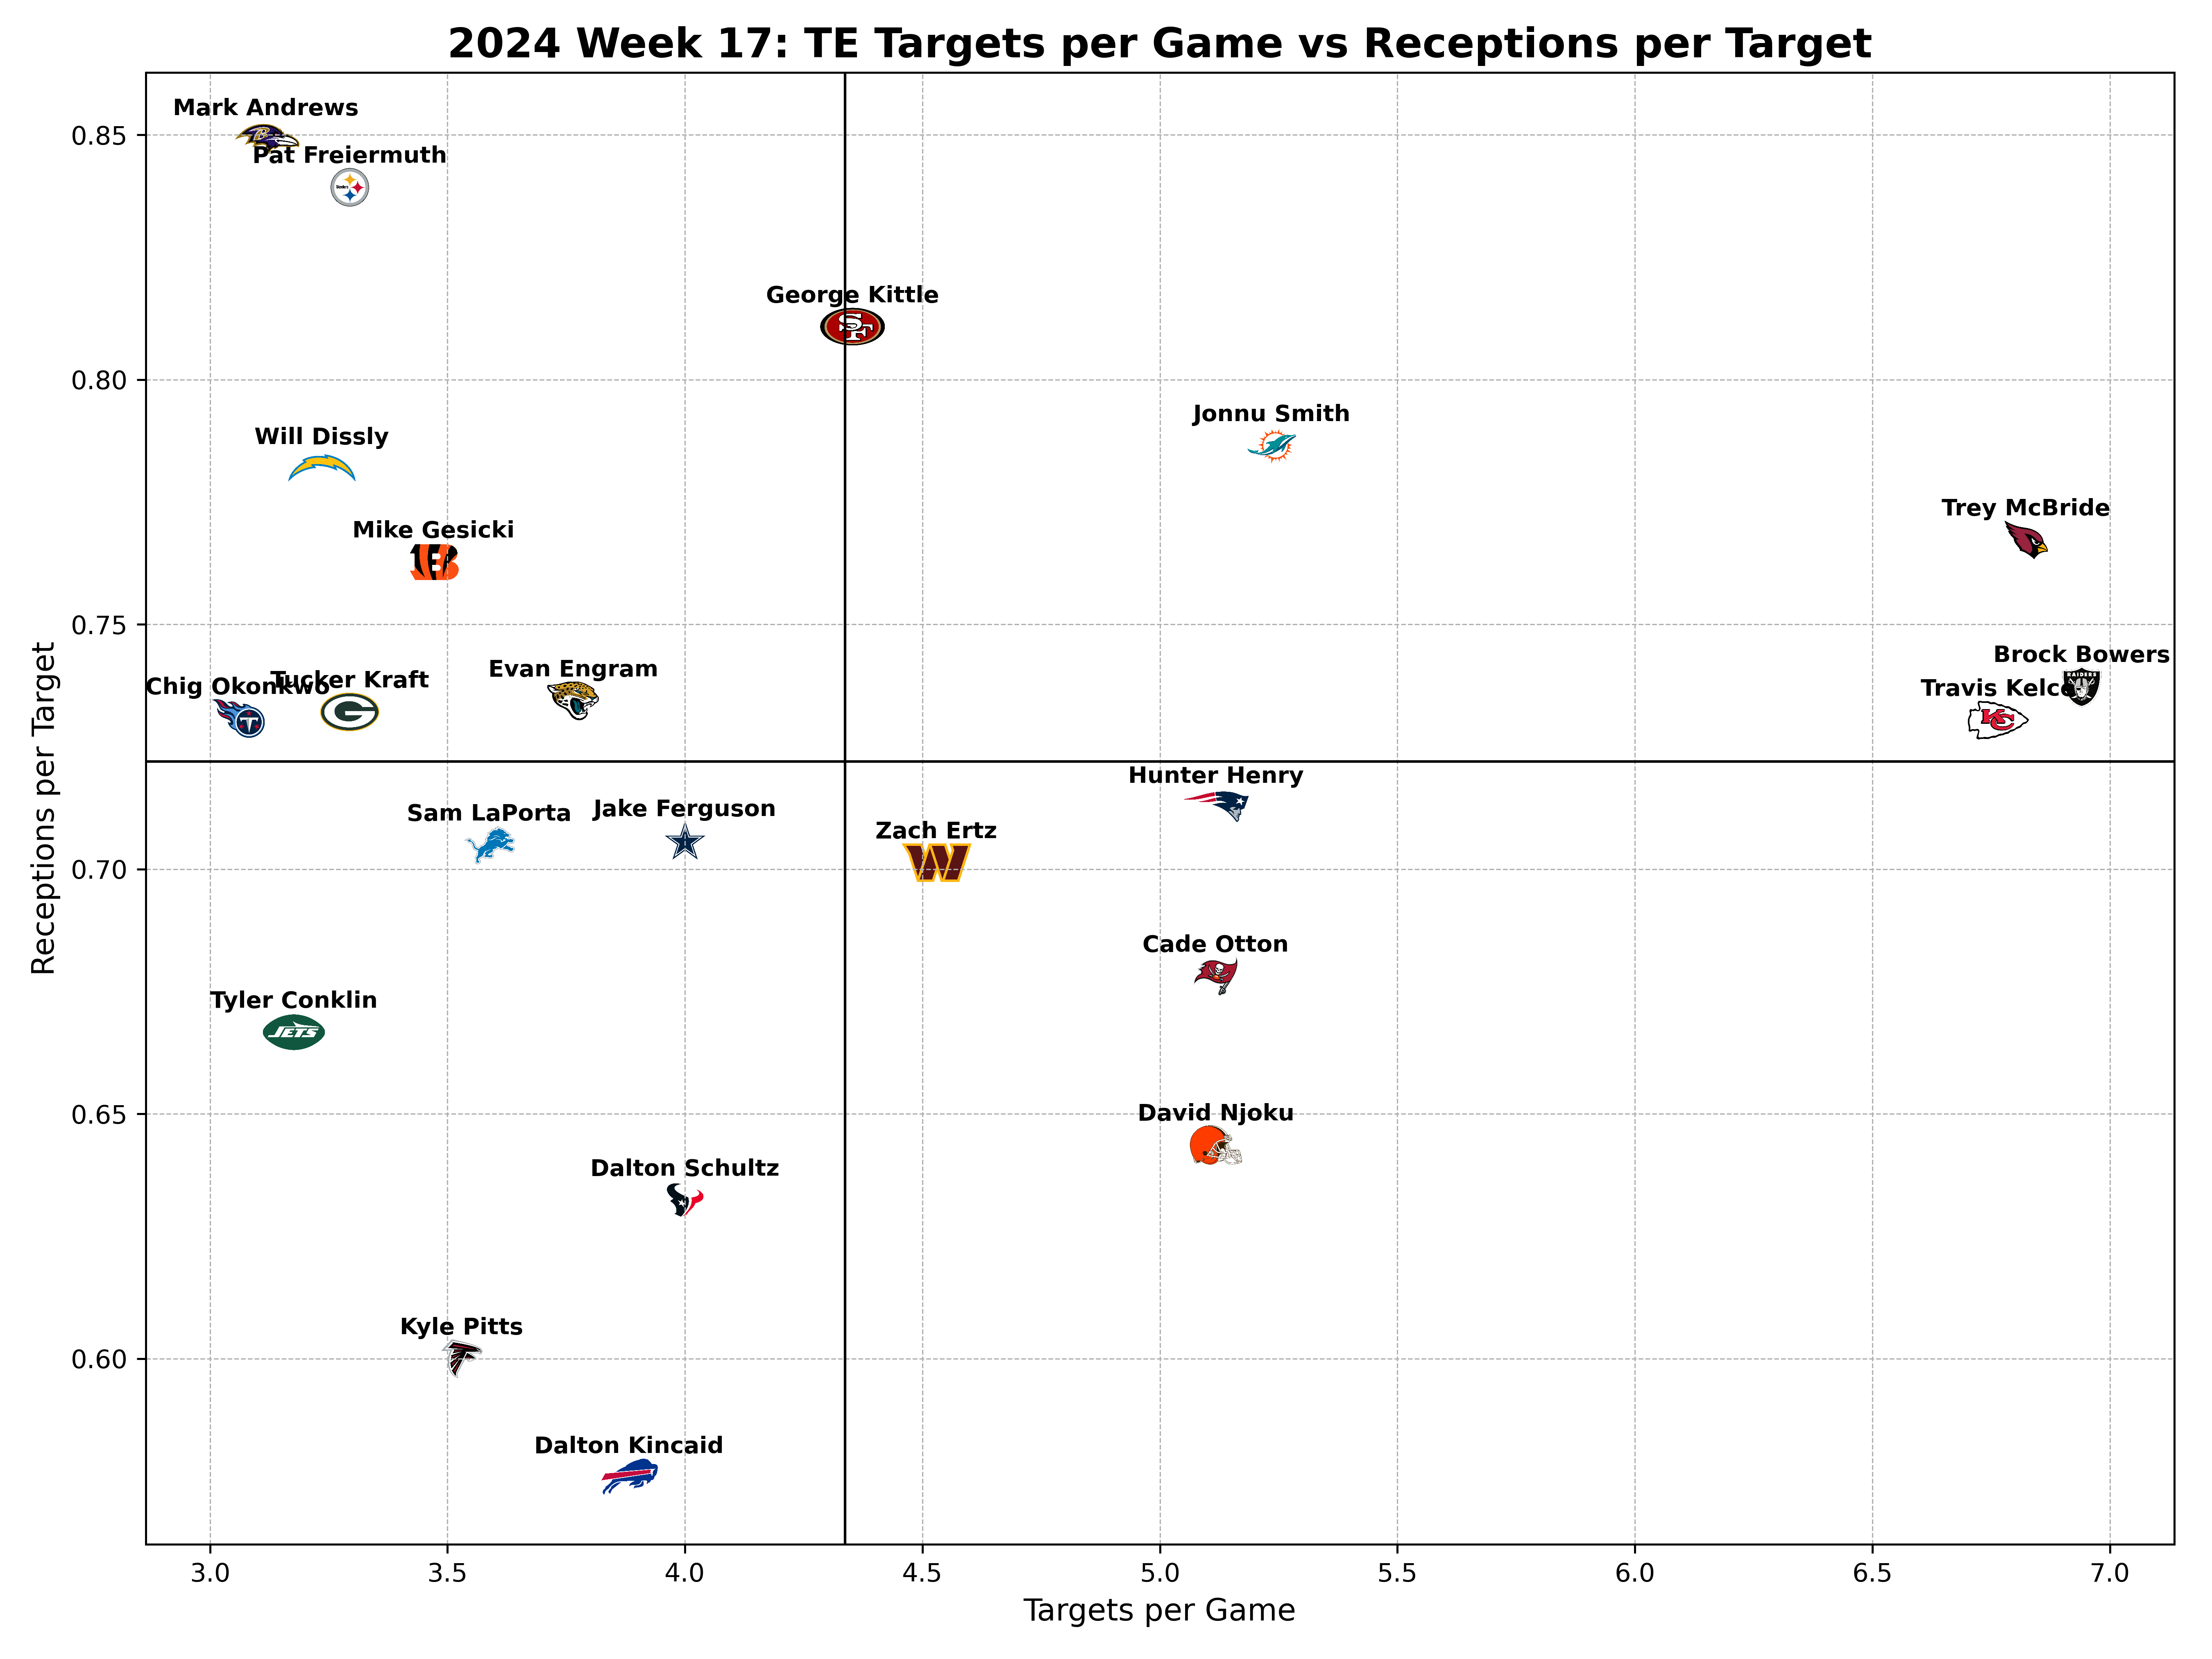 2024 Week 17: TE Targets per Game vs Receptions per Target
Mark Andrews
Pat Freiermuth
George Kittle
Jonnu Smith
Will Dissly
Mike Gesicki
Trey McBride
Brock Bowers
Evan Engram
Tucker Kraft
Chig Okonkwo
Travis Kelce
RAIDERS
KC
Hunter Henry
Jake Ferguson
Sam LaPorta
Zach Ertz
Cade Otton
Tyler Conklin
JETS
David Njoku
Dalton Schultz
Kyle Pitts
Dalton Kincaid
0.85
0.80
0.75
0.70
0.65
0.60
Receptions per Target
3.0
3.5
4.0
4.5
5.0
5.5
6.0
6.5
7.0
Targets per Game
B
Steelers
SF
B
G
T
W